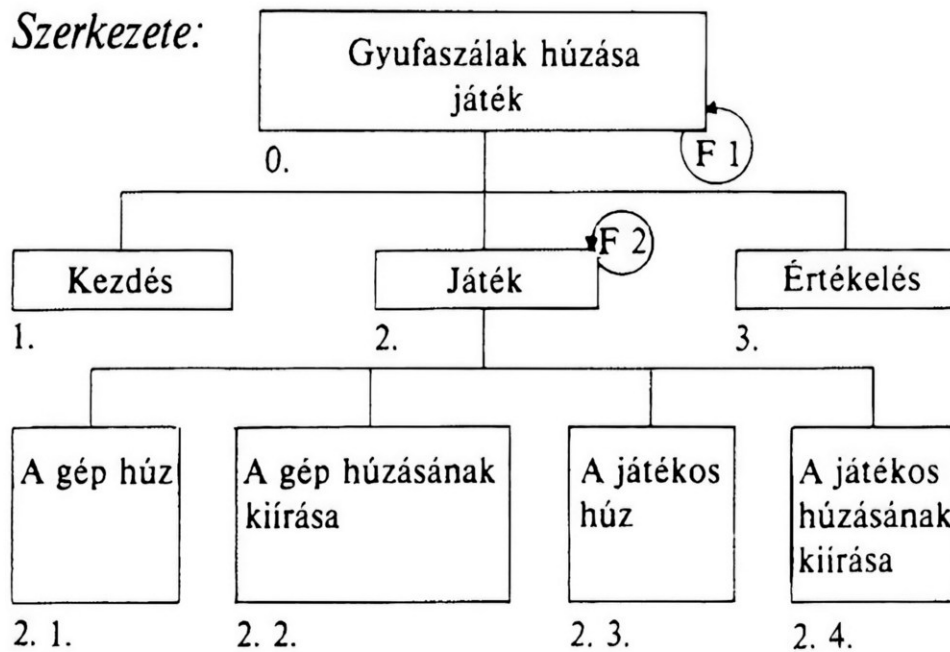 Szerkezete:
Gyufaszálak húzása
játék
0.
F 1
Kezdés
1.
Játék
2.
F 2
Értékelés
3.
A gép húz
2. 1.
A gép húzásának
kiírása
2. 2.
A játékos
húz
2. 3.
A játékos
húzásának
kiírása
2. 4.